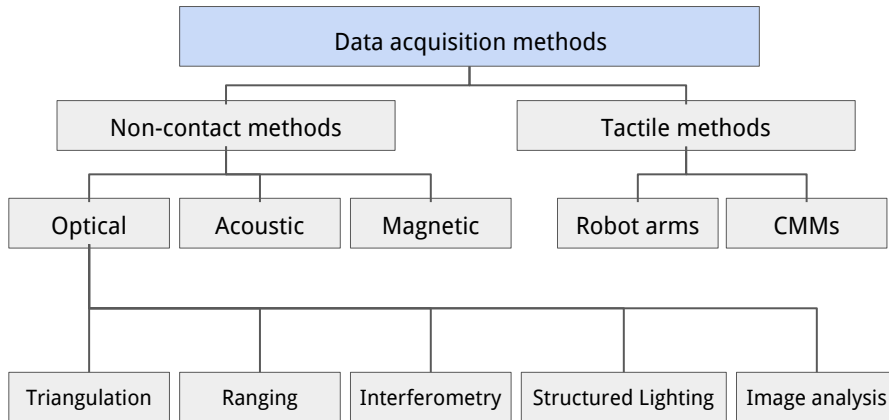 Data acquisition methods
Non-contact methods
Tactile methods
Optical
Acoustic
Magnetic
Robot arms
CMMs
Triangulation
Ranging
Interferometry
Structured Lighting
Image analysis